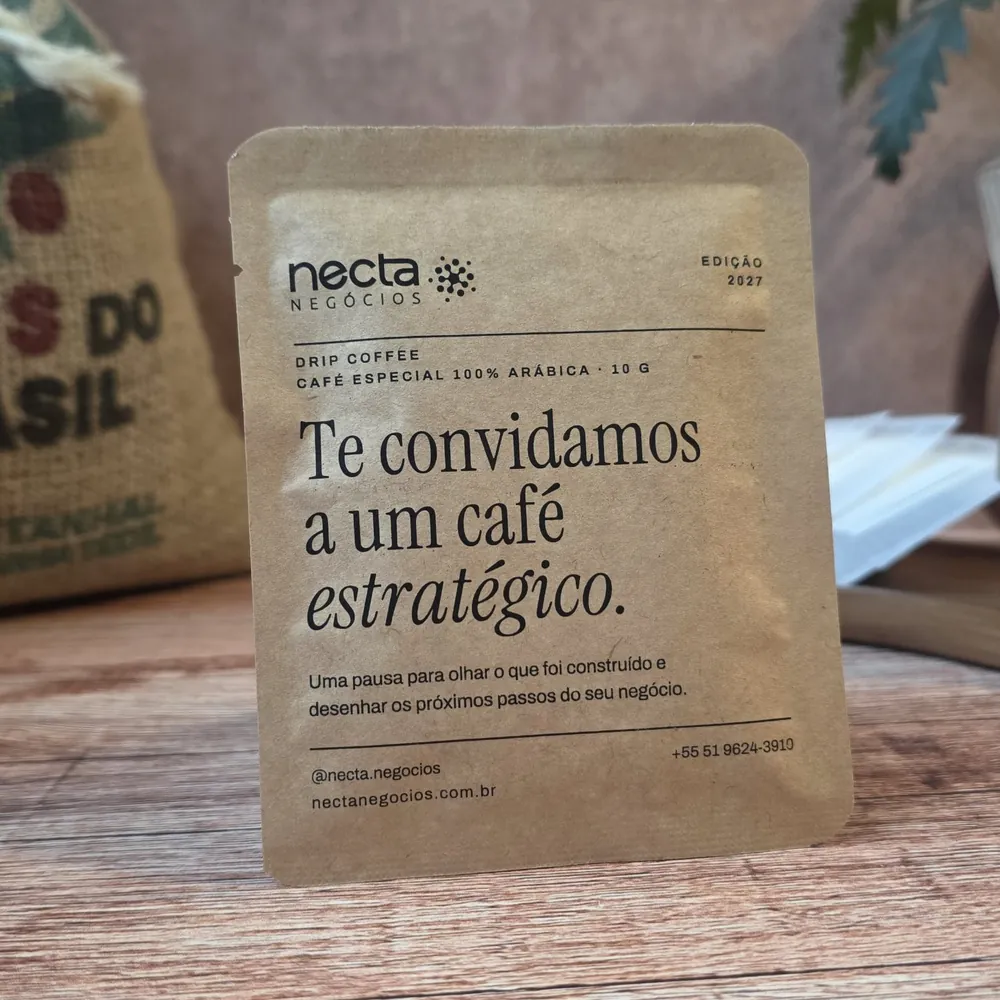 necta
NEGÓCIOS
EDIÇÃO
2027
DRIP COFFEE
CAFÉ ESPECIAL 100% ARÁBICA · 10 G
Te convidamos
a um café
estratégico.
Uma pausa para olhar o que foi construído e
desenhar os próximos passos do seu negócio.
@necta.negocios
+55 51 9624-3910
nectanegocios.com.br
DO